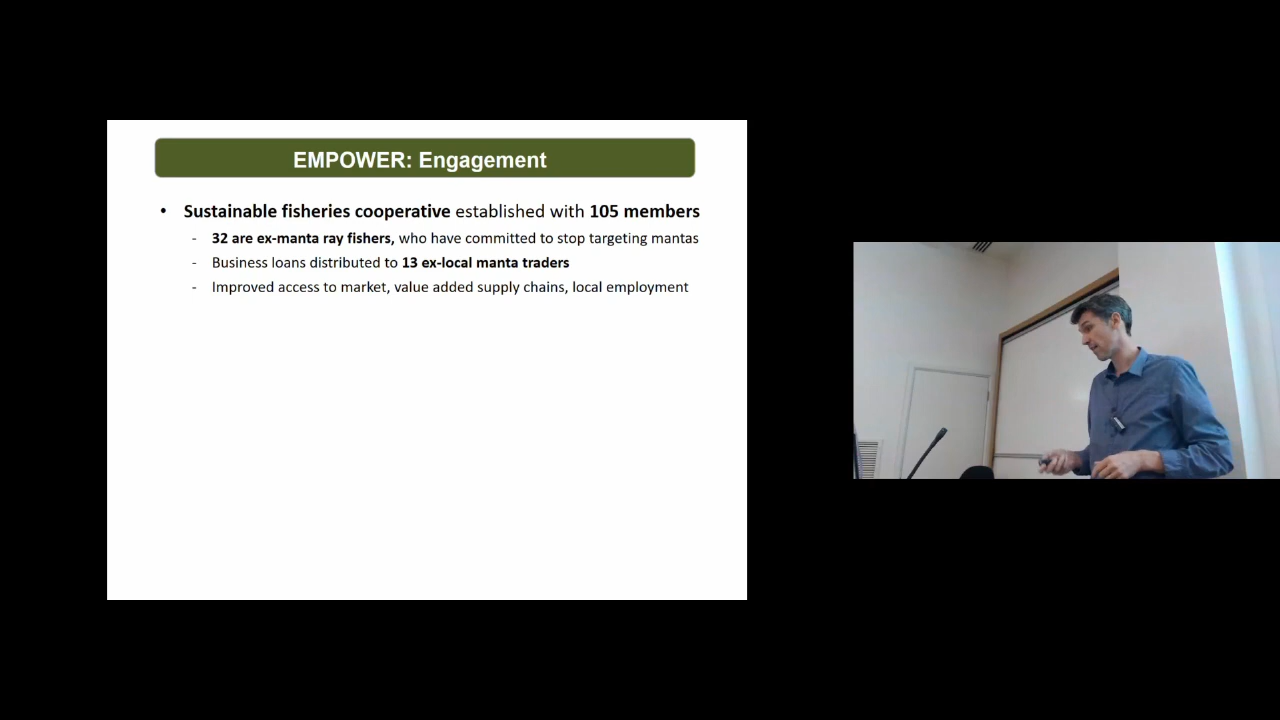 EMPOWER: Engagement
• Sustainable fisheries cooperative established with 105 members
- 32 are ex-manta ray fishers, who have committed to stop targeting mantas
- Business loans distributed to 13 ex-local manta traders
- Improved access to market, value added supply chains, local employment